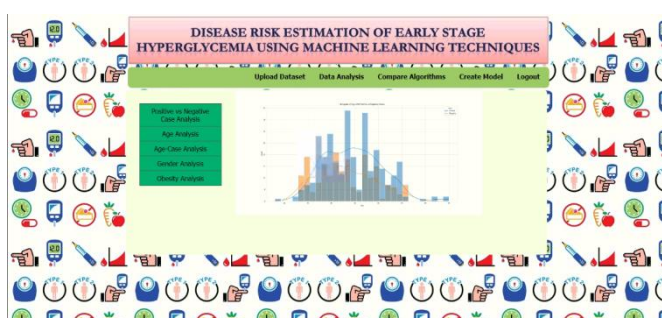 DISEASE RISK ESTIMATION OF EARLY STAGE
HYPERGLYCEMIA USING MACHINE LEARNING TECHNIQUES
Upload Dataset Data Analysis Compare Algorithms Create Model Logout
Positive vs Negative
Case Analysis
Age Analysis
Age-Case Analysis
Gender Analysis
Obesity Analysis